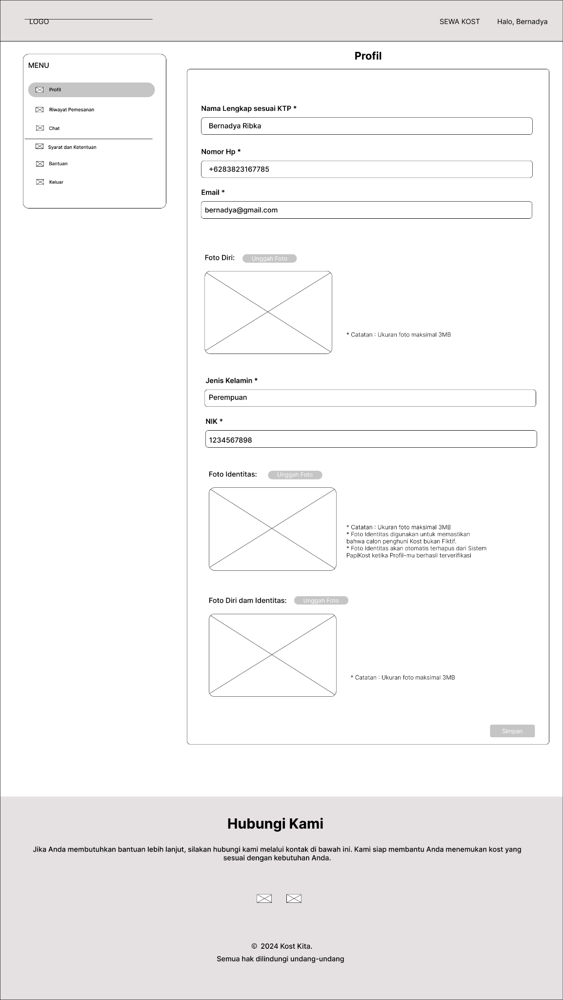 LOGO
SEWA KOST
Halo, Bernadya
MENU
Profil
Riwayat Pemesanan
Chat
Syarat dan Ketentuan
Bantuan
Keluar
Profil
Nama Lengkap sesuai KTP *
Bernadya Ribka
Nomor Hp *
+6283823167785
Email *
bernadya@gmail.com
Foto Diri:
Unggah Foto
* Catatan : Ukuran foto maksimal 3MB
Jenis Kelamin *
Perempuan
NIK *
1234567898
Foto Identitas:
Unggah Foto
* Catatan : Ukuran foto maksimal 3MB
* Foto Identitas digunakan untuk memastikan
bahwa calon penghuni Kost bukan Fiktif.
* Foto Identitas akan otomatis terhapus dari Sistem
PapiKost ketika Profil-mu berhasil terverifikasi
Foto Diri dam Identitas:
Unggah Foto
* Catatan : Ukuran foto maksimal 3MB
Simpan
Hubungi Kami
Jika Anda membutuhkan bantuan lebih lanjut, silakan hubungi kami melalui kontak di bawah ini. Kami siap membantu Anda menemukan kost yang
sesuai dengan kebutuhan Anda.
© 2024 Kost Kita.
Semua hak dilindungi undang-undang